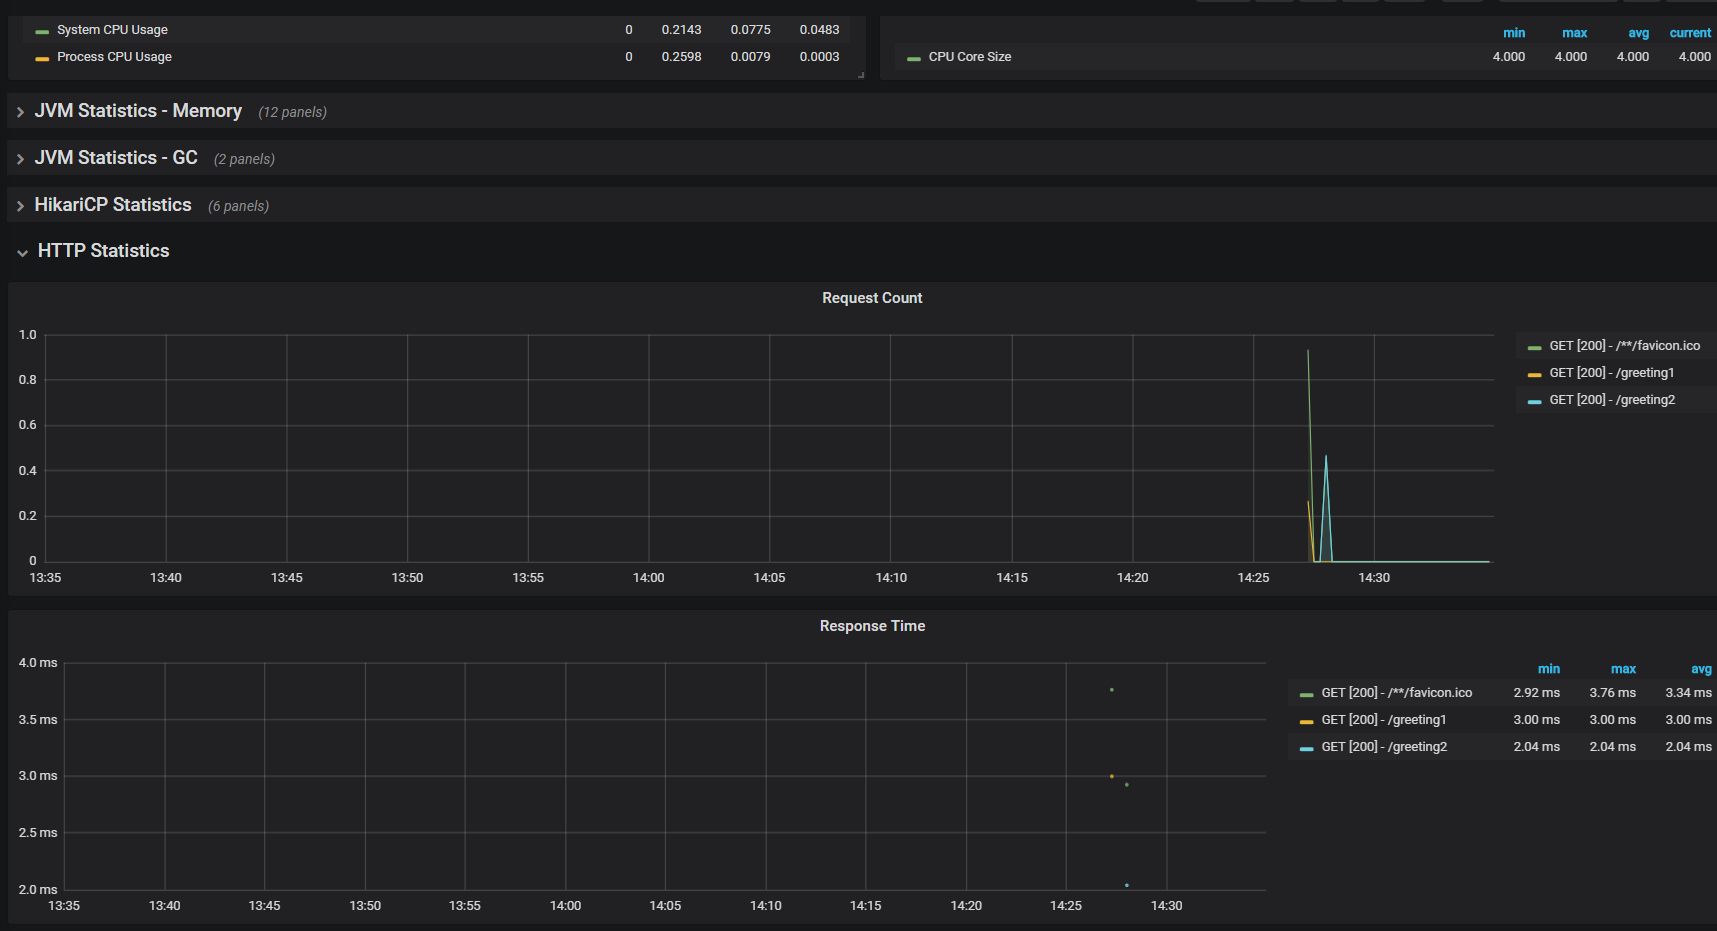 System CPU Usage 0 0.2143 0.0775 0.0483
Process CPU Usage 0 0.2598 0.0079 0.0003
min max avg current
CPU Core Size 4.000 4.000 4.000 4.000
JVM Statistics - Memory (12 panels)
JVM Statistics - GC (2 panels)
HikariCP Statistics (6 panels)
HTTP Statistics
Request Count
1.0
0.8
0.6
0.4
0.2
0
13:35 13:40 13:45 13:50 13:55 14:00 14:05 14:10 14:15 14:20 14:25 14:30
GET [200] - /**/favicon.ico
GET [200] - /greeting1
GET [200] - /greeting2
Response Time
4.0 ms
3.5 ms
3.0 ms
2.5 ms
2.0 ms
13:35 13:40 13:45 13:50 13:55 14:00 14:05 14:10 14:15 14:20 14:25 14:30
min max avg
GET [200] - /**/favicon.ico 2.92 ms 3.76 ms 3.34 ms
GET [200] - /greeting1 3.00 ms 3.00 ms 3.00 ms
GET [200] - /greeting2 2.04 ms 2.04 ms 2.04 ms